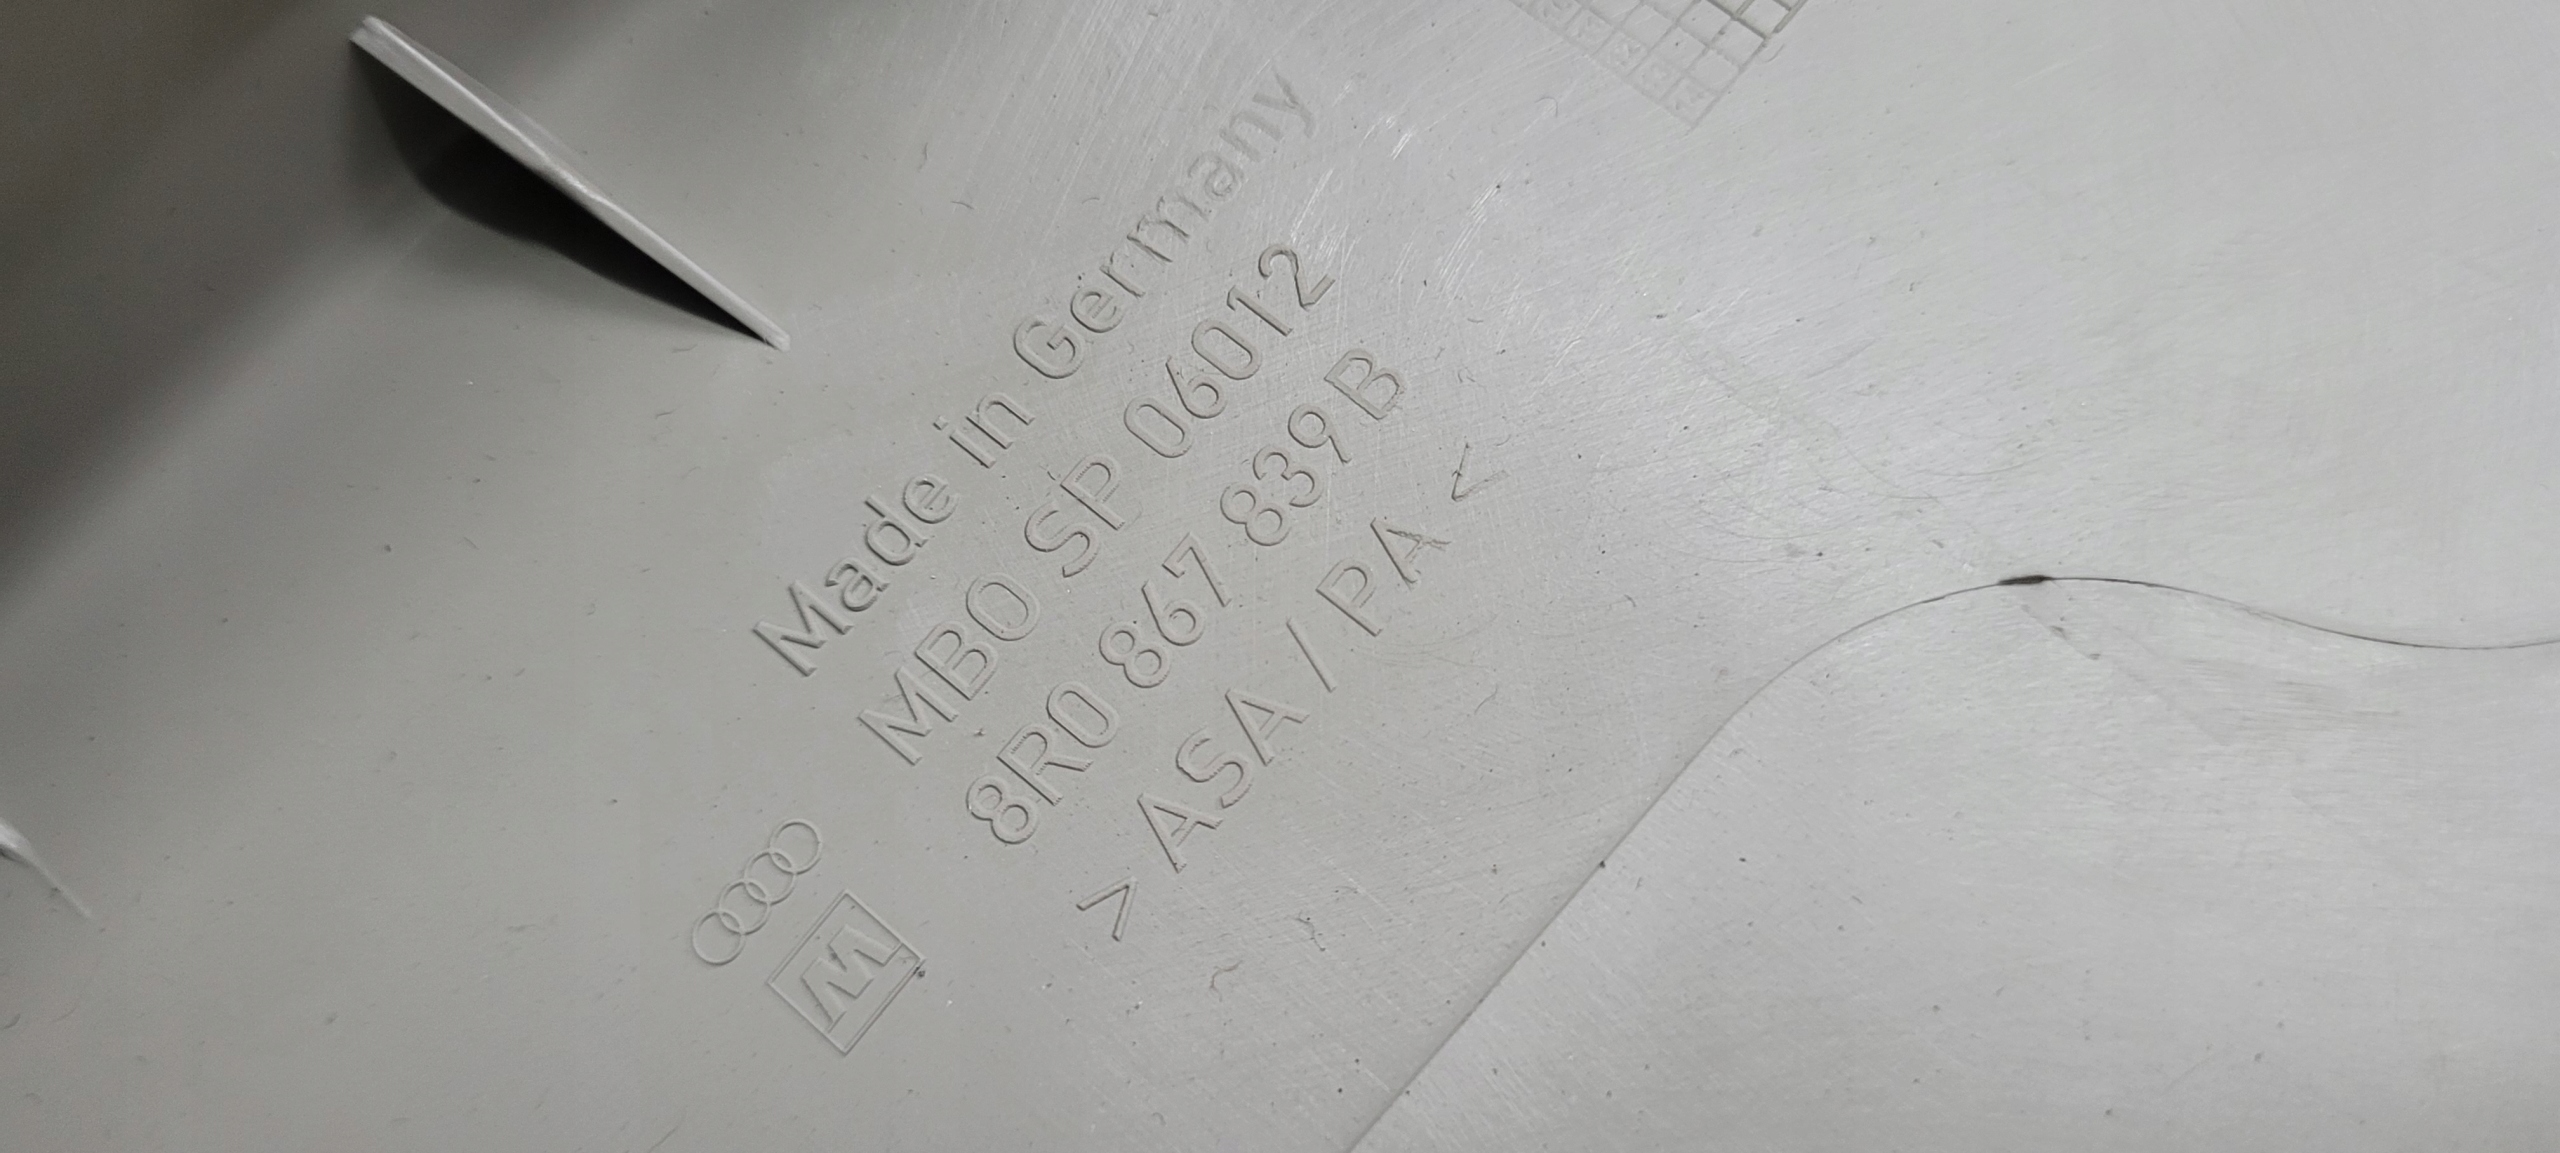 Made in Germany
MBO SP 06012
8R0 867 839 B
> ASA / PA <